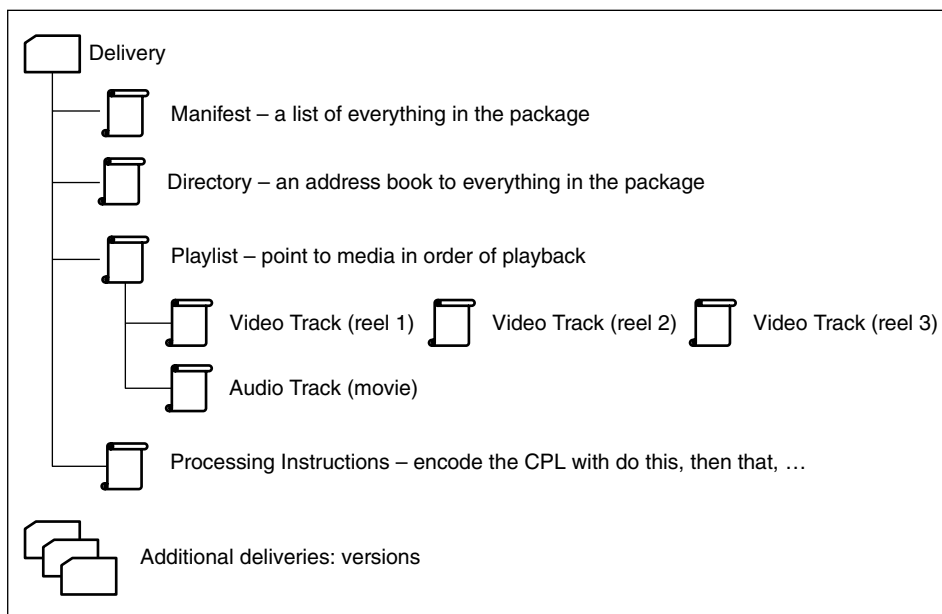 Delivery
Manifest – a list of everything in the package
Directory – an address book to everything in the package
Playlist – point to media in order of playback
Video Track (reel 1) Video Track (reel 2) Video Track (reel 3)
Audio Track (movie)
Processing Instructions – encode the CPL with do this, then that, …
Additional deliveries: versions